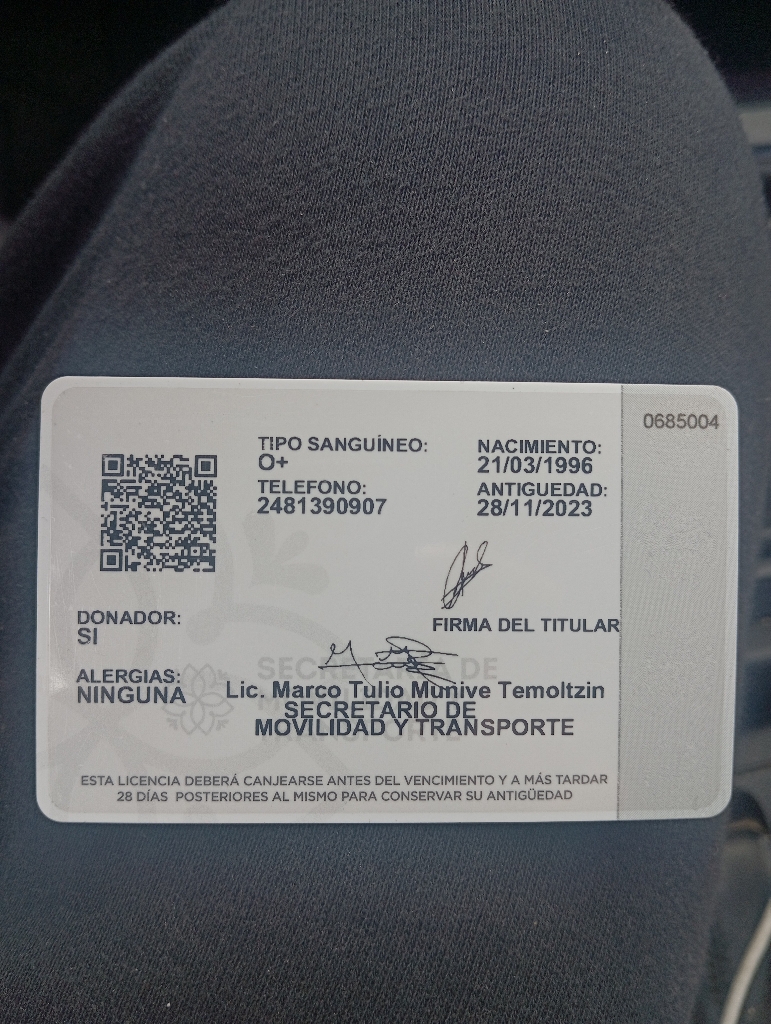 0685004
TIPO SANGUÍNEO:
O+
NACIMIENTO:
21/03/1996
TELEFONO:
2481390907
ANTIGUEDAD:
28/11/2023
DONADOR:
SI
FIRMA DEL TITULAR
ALERGIAS:
NINGUNA
SECRETARÍA DE
Lic. Marco Tulio Munive Temoltzin
SECRETARIO DE
MOVILIDAD Y TRANSPORTE
ESTA LICENCIA DEBERÁ CANJEARSE ANTES DEL VENCIMIENTO Y A MÁS TARDAR
28 DÍAS POSTERIORES AL MISMO PARA CONSERVAR SU ANTIGÜEDAD